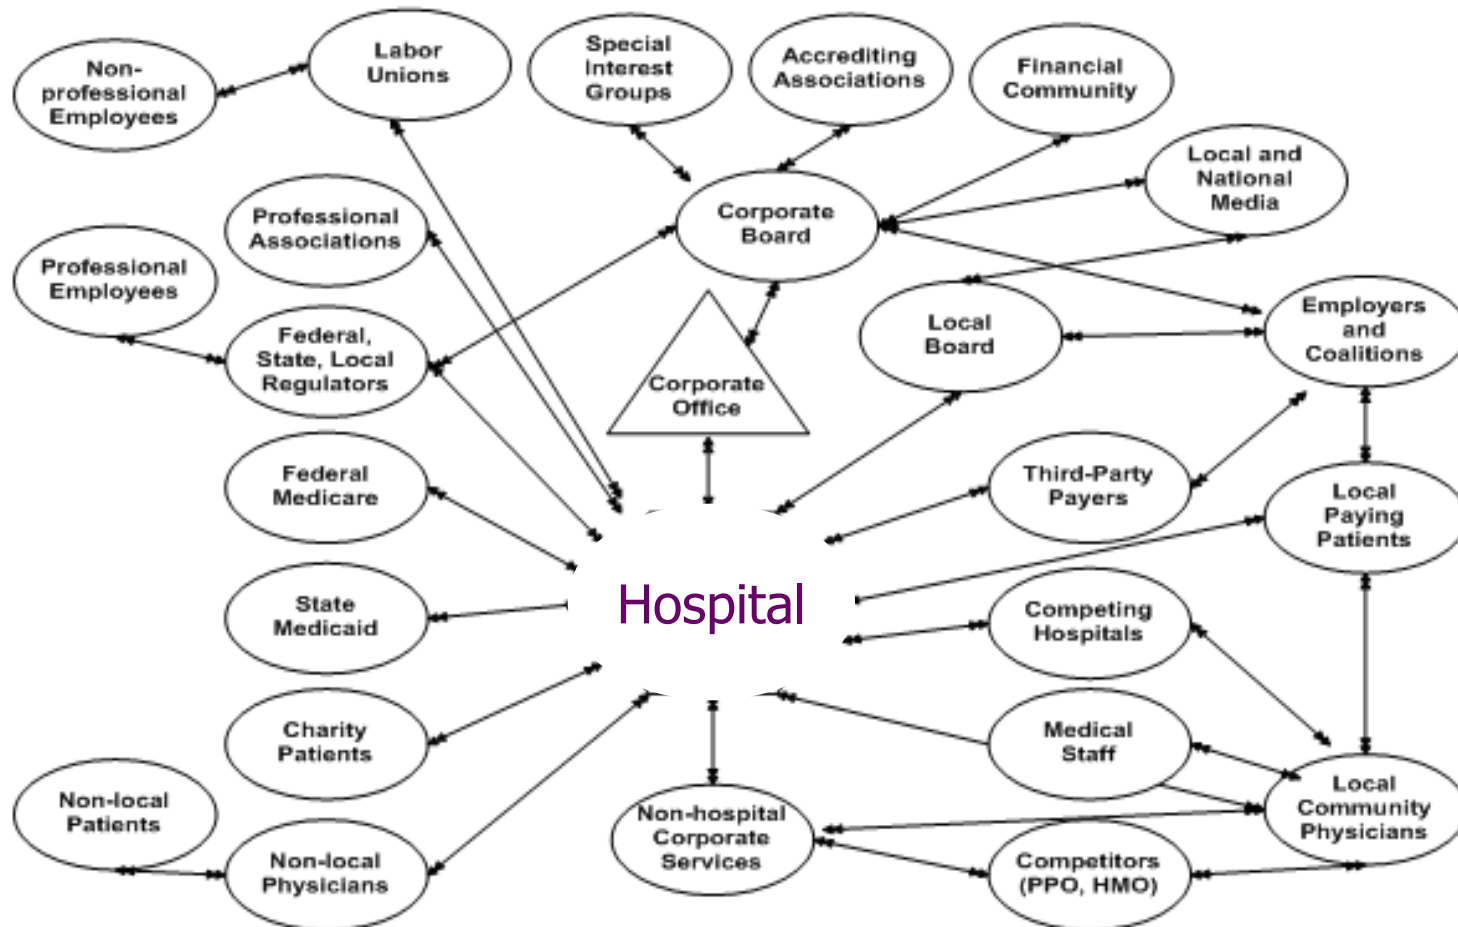 Non-
professional
Employees
Labor
Unions
Special
Interest
Groups
Accrediting
Associations
Financial
Community
Local and
National
Media
Professional
Associations
Corporate
Board
Professional
Employees
Federal,
State, Local
Regulators
Corporate
Office
Local
Board
Employers
and
Coalitions
Federal
Medicare
Third-Party
Payers
Local
Paying
Patients
State
Medicaid
Hospital
Competing
Hospitals
Charity
Patients
Medical
Staff
Non-local
Patients
Non-local
Physicians
Non-hospital
Corporate
Services
Competitors
(PPO, HMO)
Local
Community
Physicians